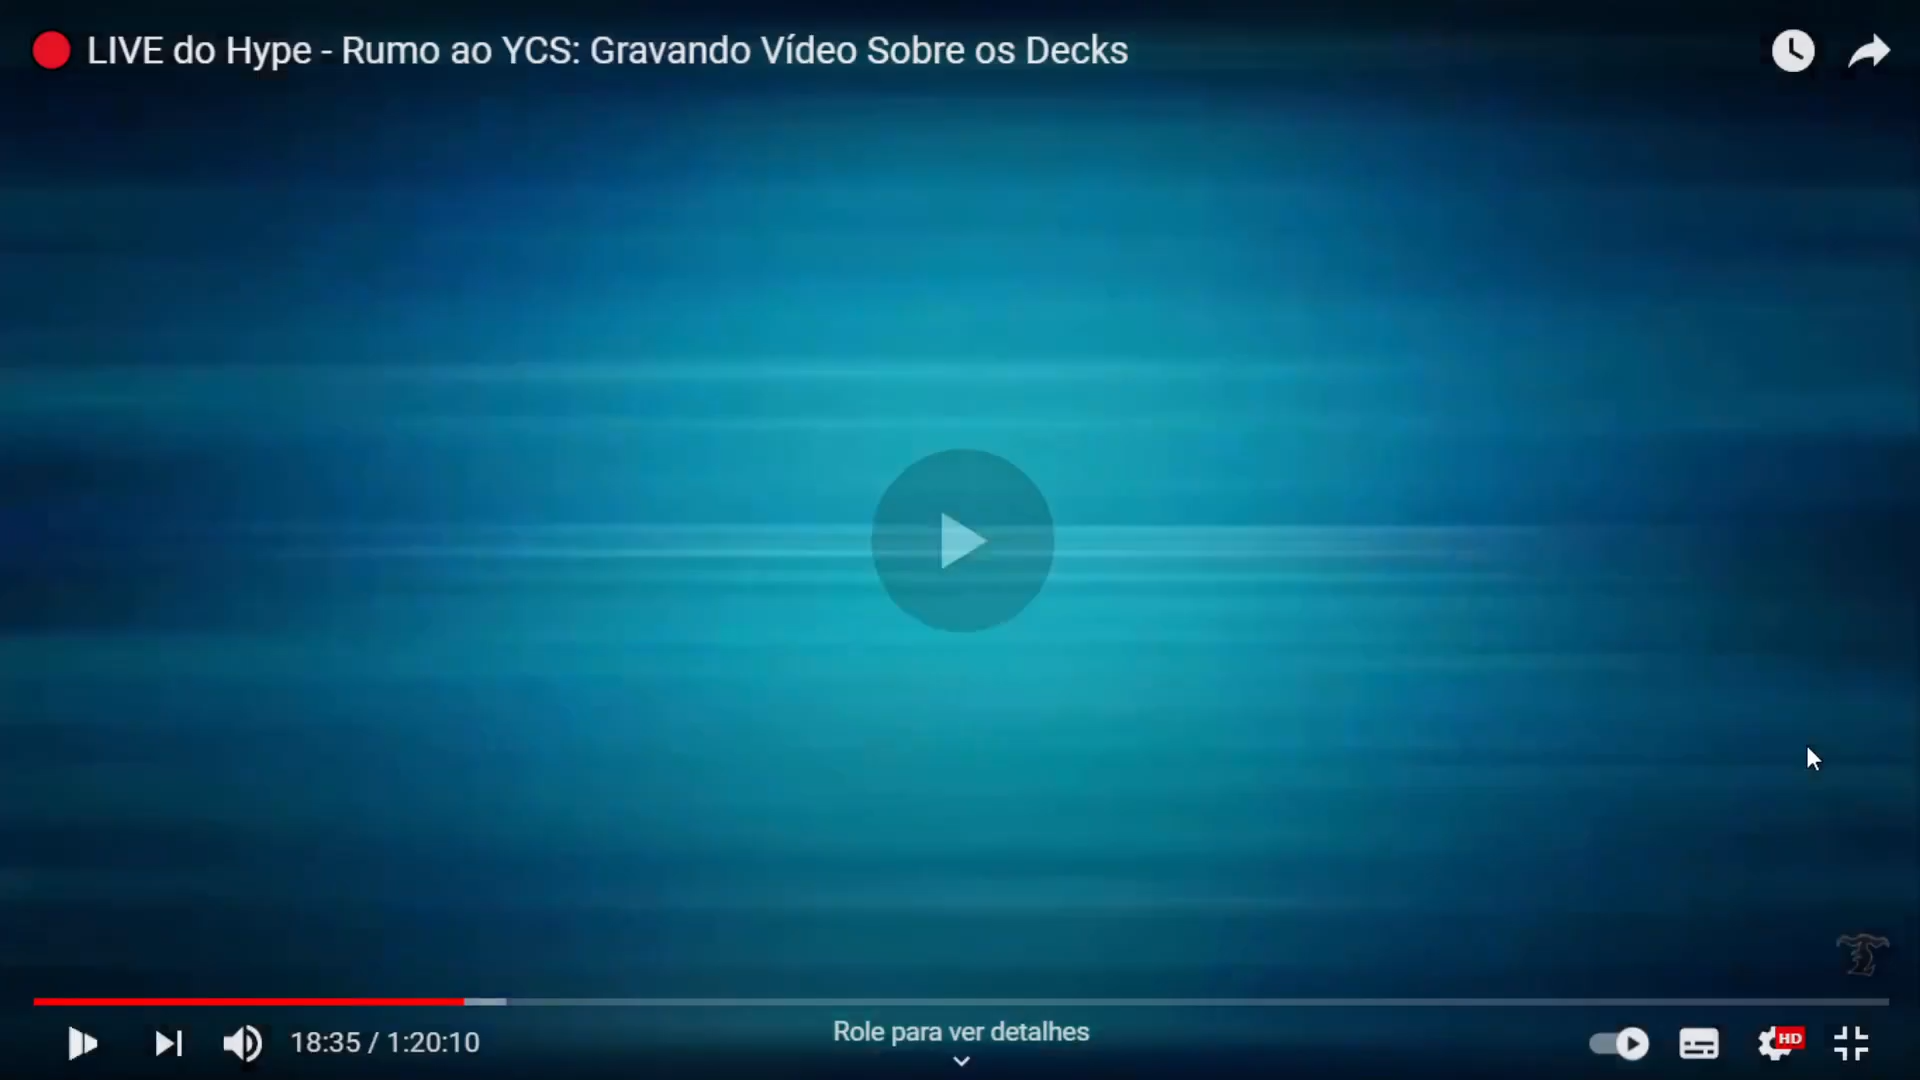 🔴 LIVE do Hype - Rumo ao YCS: Gravando Vídeo Sobre os Decks
18:35 / 1:20:10
Role para ver detalhes
HD